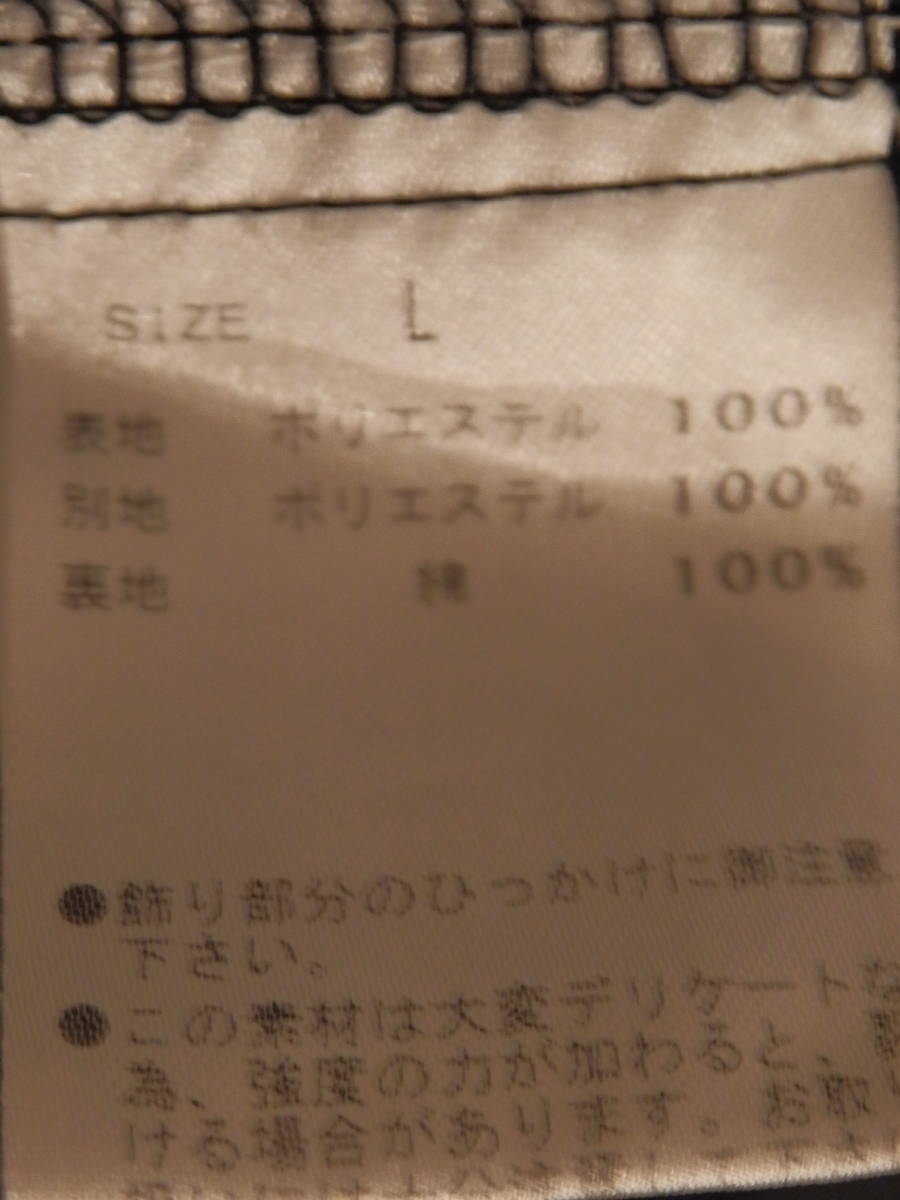 SIZE L
表地 ポリエステル 100%
別地 ポリエステル 100%
裏地 綿 100%
●飾り部分のひっかけに御注意
下さい。
●この素材は大変デリケートな
為、強度の力が加わると、
ける場合があります。お取り